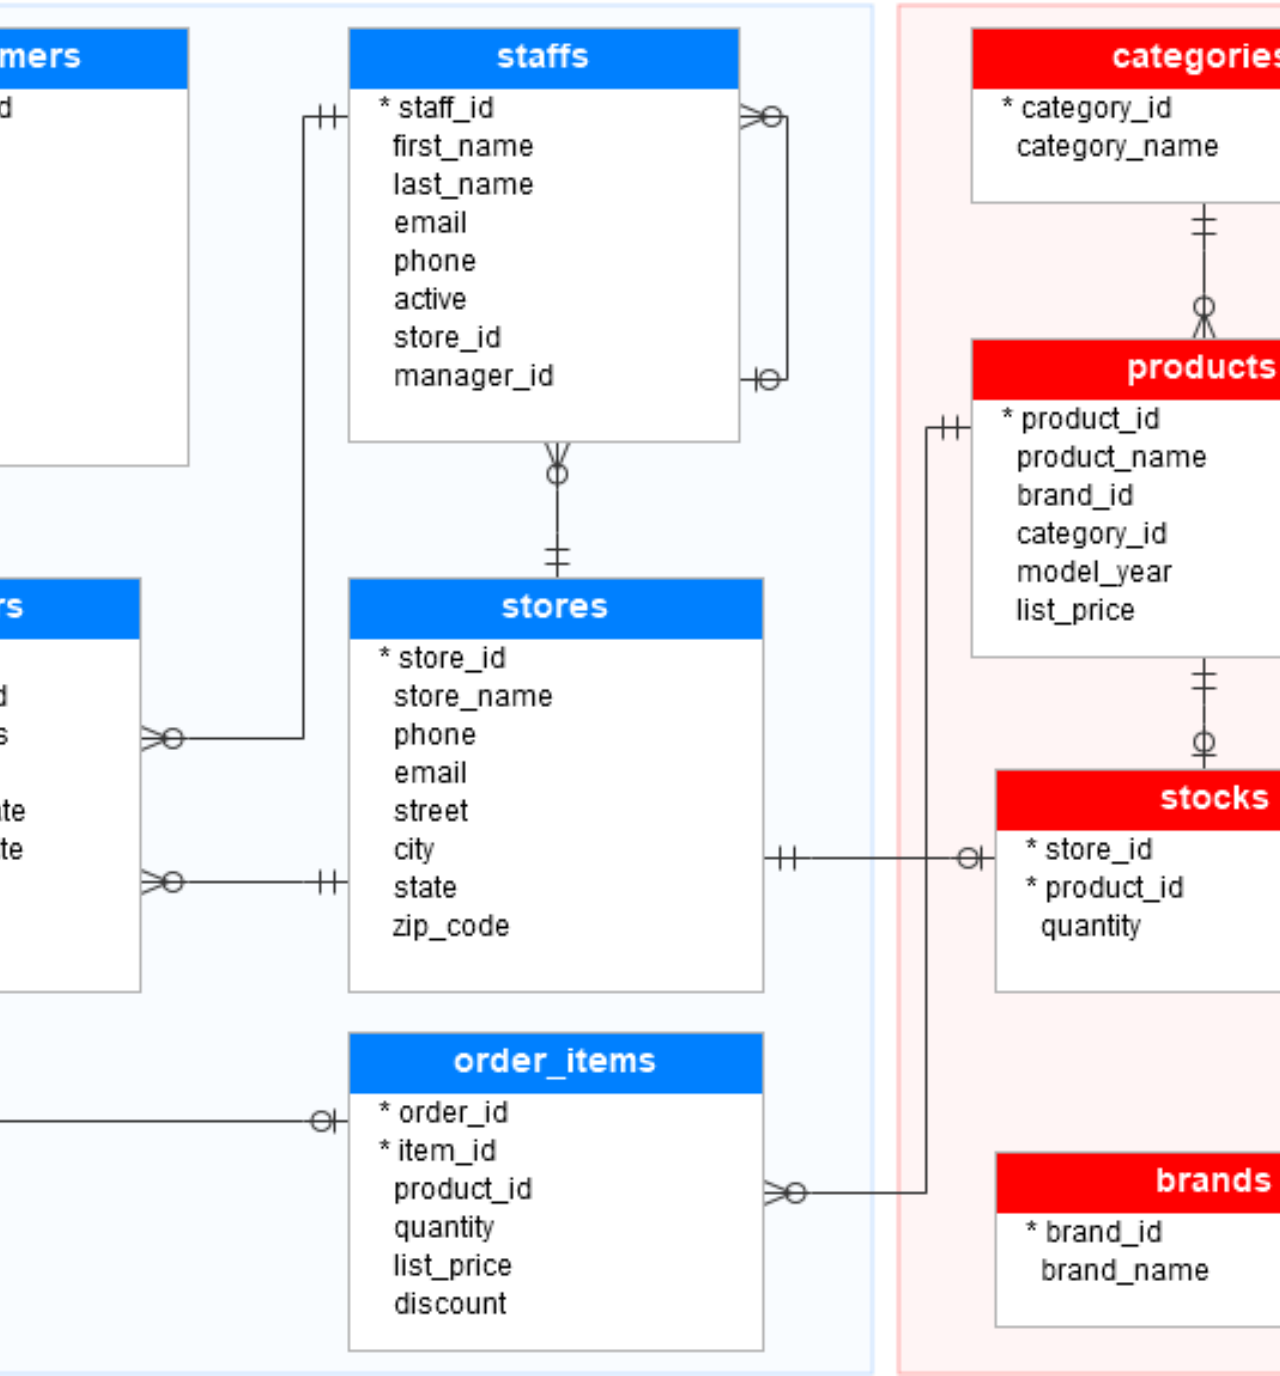 mers
d
staffs
* staff_id
first_name
last_name
email
phone
active
store_id
manager_id
categories
* category_id
category_name
products
* product_id
product_name
brand_id
category_id
model_year
list_price
rs
d
s
te
te
stores
* store_id
store_name
phone
email
street
city
state
zip_code
stocks
* store_id
* product_id
quantity
order_items
* order_id
* item_id
product_id
quantity
list_price
discount
brands
* brand_id
brand_name